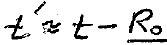 t' ≈ t - R₀